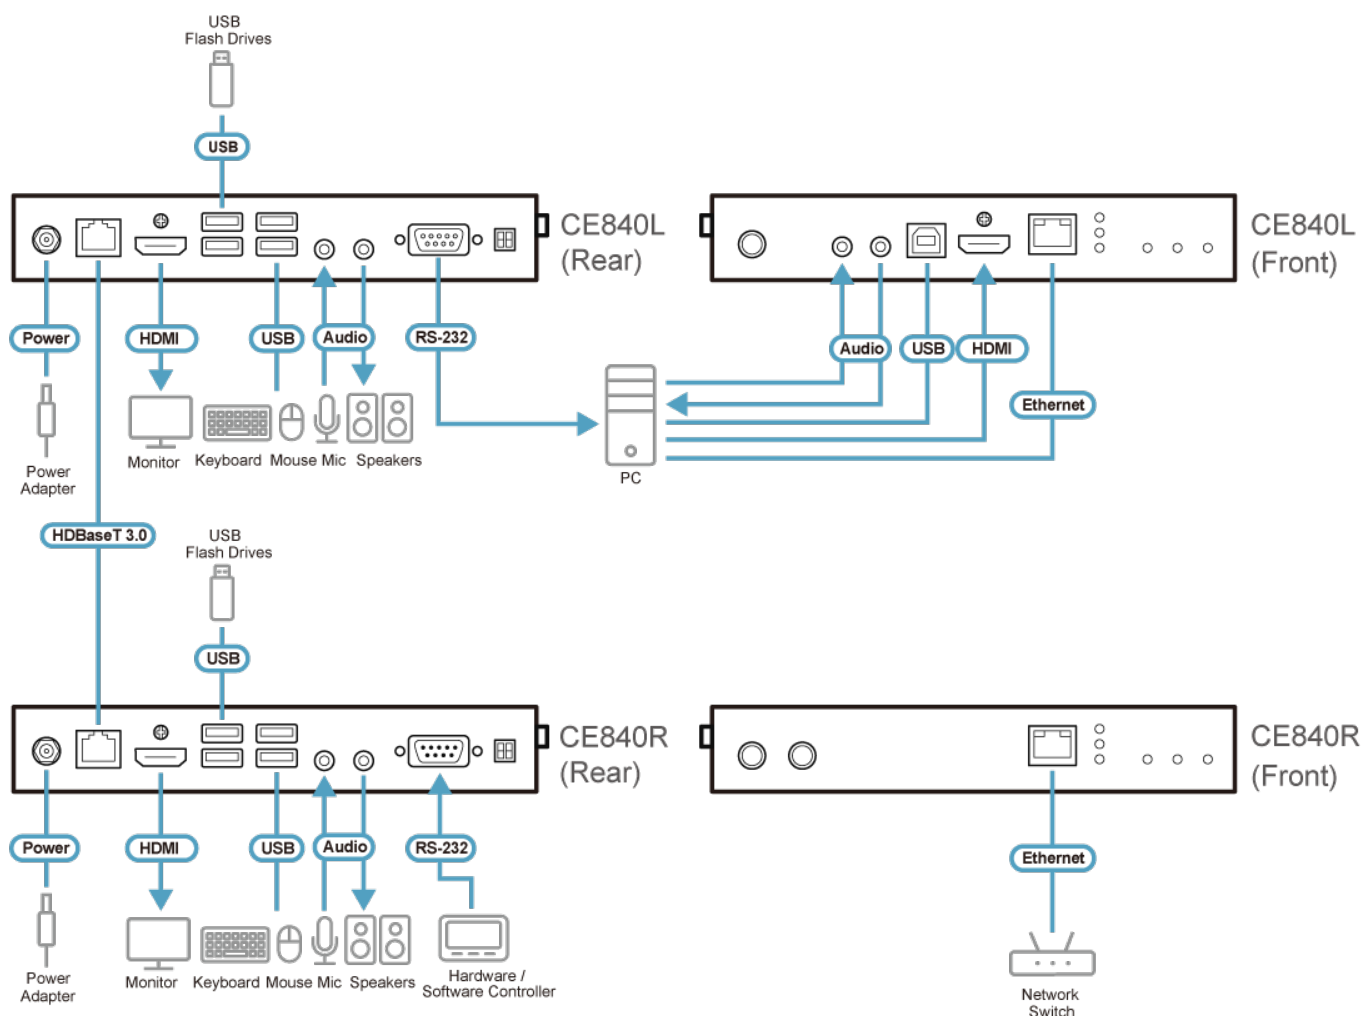 USB
Flash Drives
USB
CE840L
(Rear)
CE840L
(Front)
Power
HDMI
USB
Audio
RS-232
Audio
USB
HDMI
Ethernet
Power
Adapter
Monitor
Keyboard
Mouse
Mic
Speakers
PC
HDBaseT 3.0
USB
Flash Drives
USB
CE840R
(Rear)
CE840R
(Front)
Power
HDMI
USB
Audio
RS-232
Ethernet
Power
Adapter
Monitor
Keyboard
Mouse
Mic
Speakers
Hardware /
Software Controller
Network
Switch